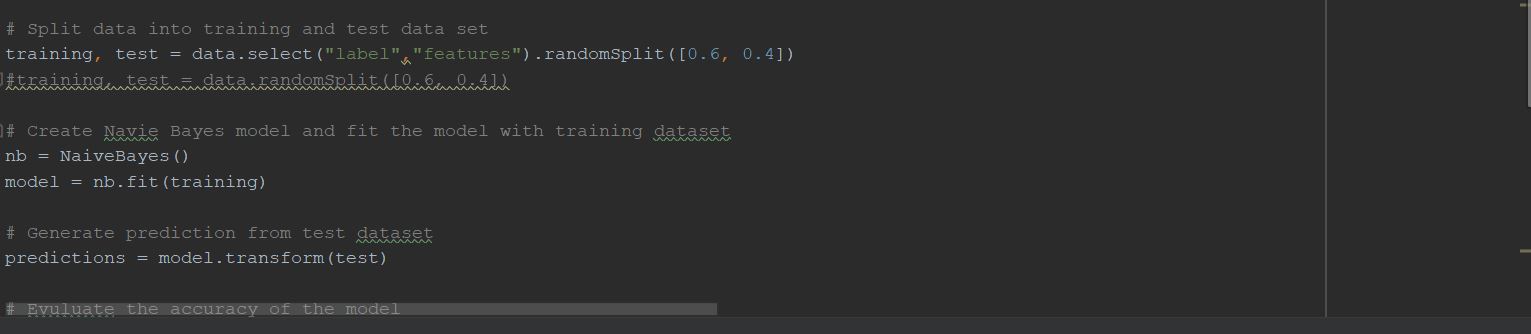 # Split data into training and test data set
training, test = data.select("label","features").randomSplit([0.6, 0.4])
#training, test = data.randomSplit([0.6, 0.4])
# Create Navie Bayes model and fit the model with training dataset
nb = NaiveBayes()
model = nb.fit(training)
# Generate prediction from test dataset
predictions = model.transform(test)
# Evuluate the accuracy of the model